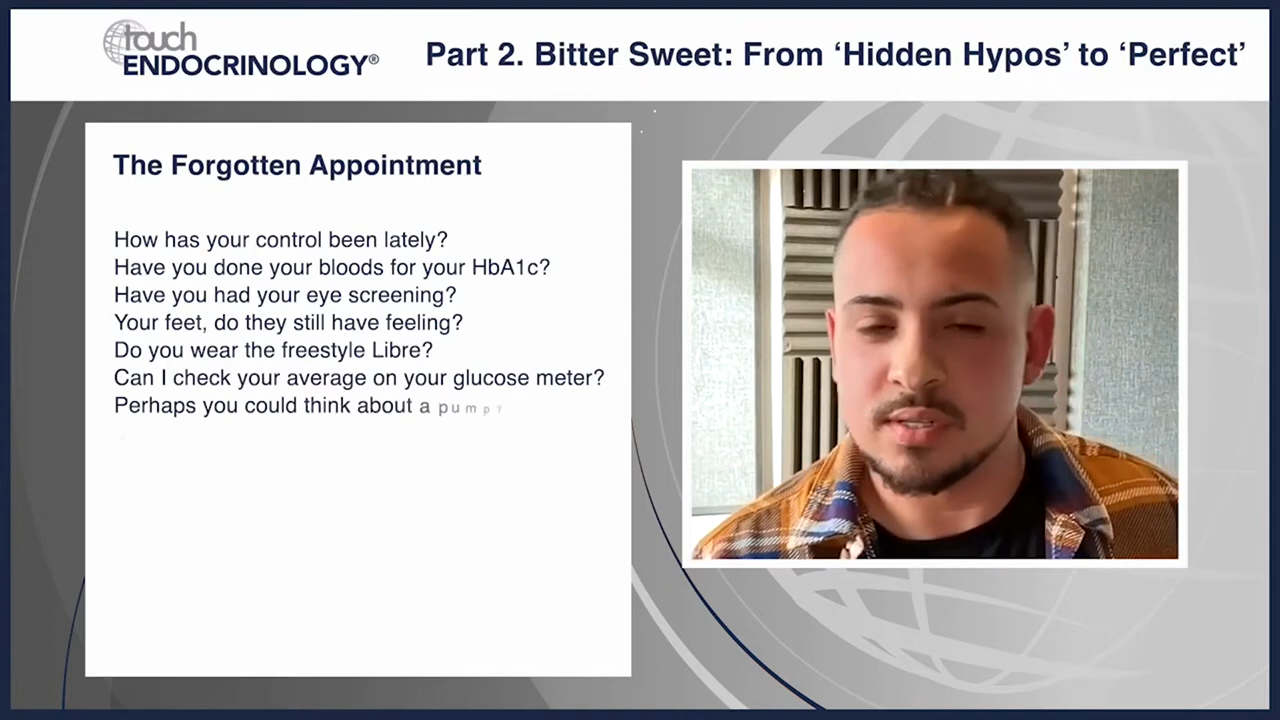 touch
ENDOCRINOLOGY®
Part 2. Bitter Sweet: From ‘Hidden Hypos’ to ‘Perfect’
The Forgotten Appointment
How has your control been lately?
Have you done your bloods for your HbA1c?
Have you had your eye screening?
Your feet, do they still have feeling?
Do you wear the freestyle Libre?
Can I check your average on your glucose meter?
Perhaps you could think about a pump?